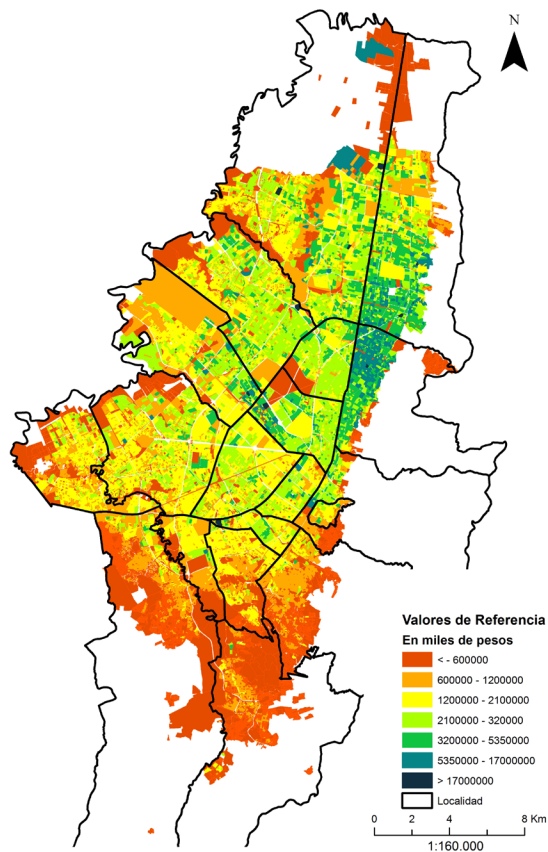 N
Valores de Referencia
En miles de pesos
< - 600000
600000 - 1200000
1200000 - 2100000
2100000 - 320000
3200000 - 5350000
5350000 - 17000000
> 17000000
Localidad
0 4 8 Km
1:160.000